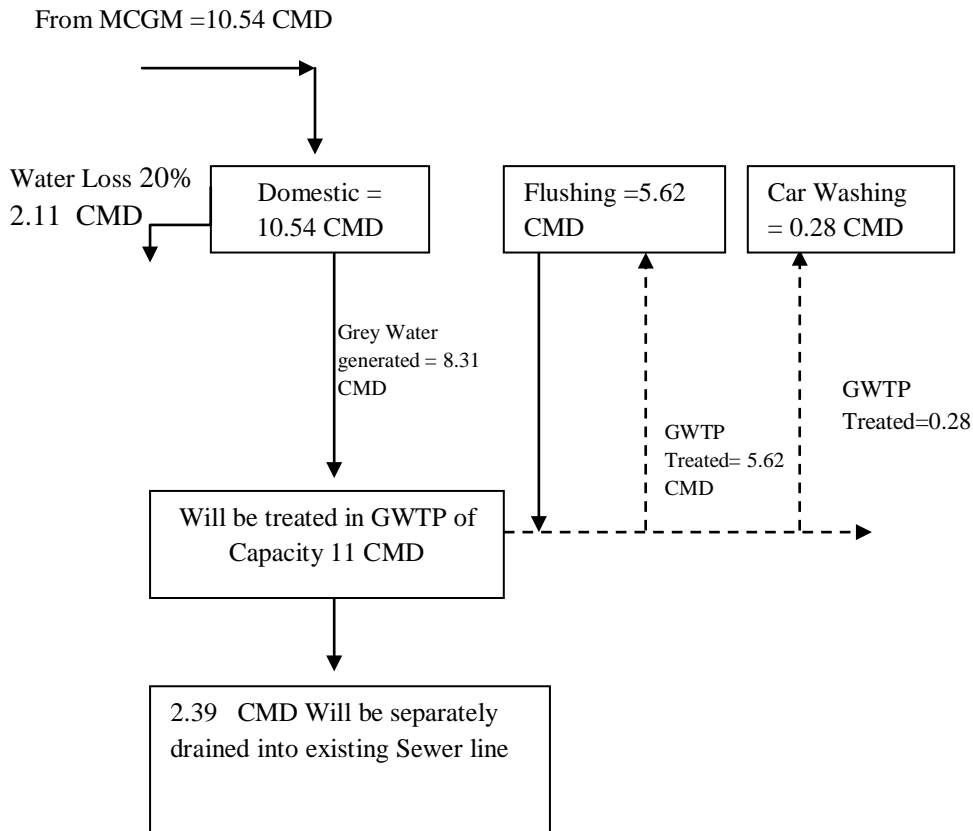 From MCGM =10.54 CMD
Water Loss 20%
2.11 CMD
Domestic =
10.54 CMD
Flushing =5.62
CMD
Car Washing
= 0.28 CMD
Grey Water
generated = 8.31
CMD
GWTP
Treated= 5.62
CMD
GWTP
Treated=0.28
Will be treated in GWTP of
Capacity 11 CMD
2.39 CMD Will be separately
drained into existing Sewer line